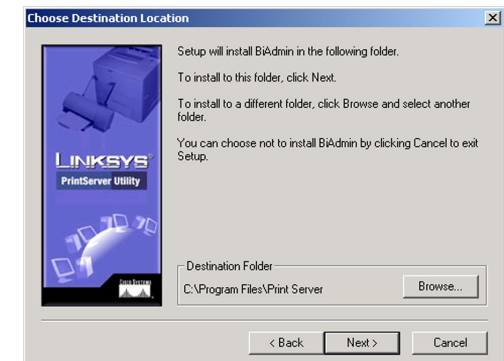 Choose Destination Location
Setup will install BiAdmin in the following folder.
To install to this folder, click Next.
To install to a different folder, click Browse and select another
folder.
You can choose not to install BiAdmin by clicking Cancel to exit
Setup.
LINKSYS®
PrintServer Utility
CISCO SYSTEMS
Destination Folder
C:\Program Files\Print Server
Browse...
< Back
Next >
Cancel